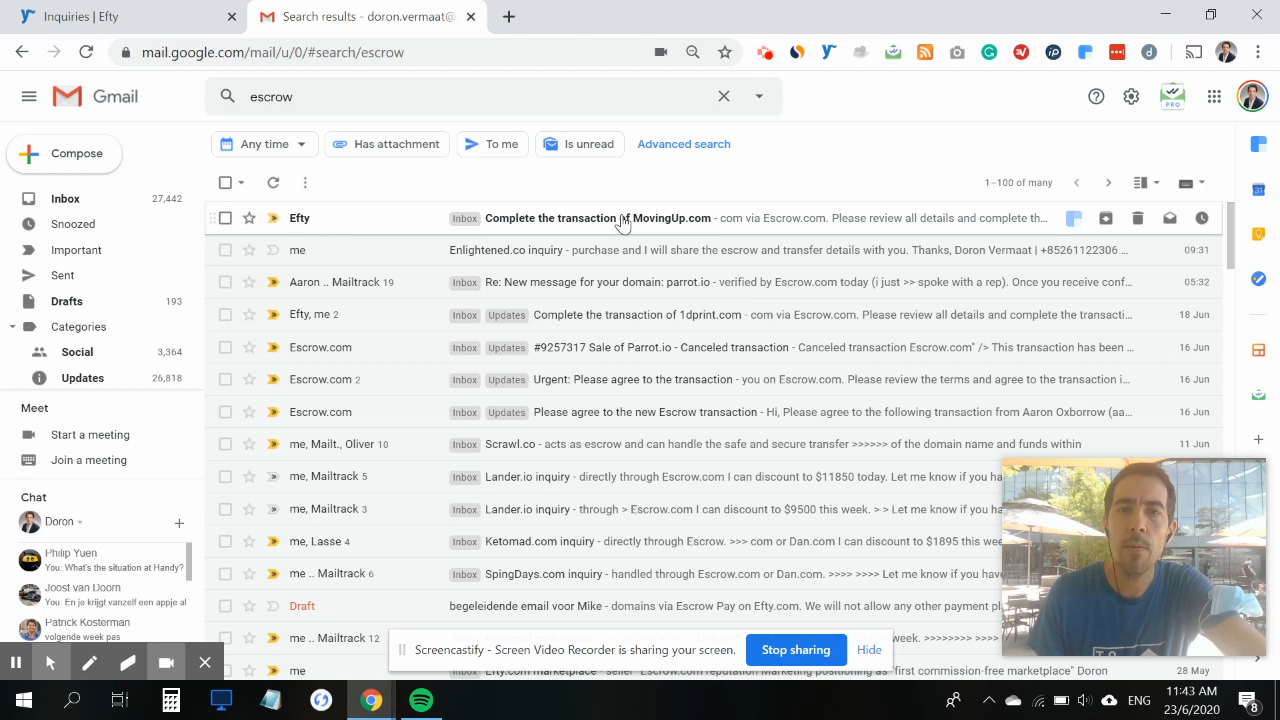 Inquiries | Efty
Search results - doron.vermaat@
mail.google.com/mail/u/0/#search/escrow
Gmail
escrow
PRO
Compose
Any time
Has attachment
To me
Is unread
Advanced search
1–100 of many
Inbox 27,442
Snoozed
Important
Sent
Drafts 193
Categories
Social 3,364
Updates 26,818
Meet
Start a meeting
Join a meeting
Chat
Doron
Philip Yuen
You: What's the situation at Handy?
Joost van Doorn
You: En je krijgt vanzelf een appje al
Patrick Kosterman
volgende week pas
Efty Inbox Complete the transaction of MovingUp.com - com via Escrow.com. Please review all details and complete th...
me Enlightened.co inquiry - purchase and I will share the escrow and transfer details with you. Thanks, Doron Vermaat | +85261122306 ... 09:31
Aaron .. Mailtrack 19 Inbox Re: New message for your domain: parrot.io - verified by Escrow.com today (i just >> spoke with a rep). Once you receive conf... 05:32
Efty, me 2 Inbox Updates Complete the transaction of 1dprint.com - com via Escrow.com. Please review all details and complete the transacti... 18 Jun
Escrow.com Inbox Updates #9257317 Sale of Parrot.io - Canceled transaction - Canceled transaction Escrow.com" /> This transaction has been ... 16 Jun
Escrow.com 2 Inbox Updates Urgent: Please agree to the transaction - you on Escrow.com. Please review the terms and agree to the transaction i... 16 Jun
Escrow.com Inbox Updates Please agree to the new Escrow transaction - Hi, Please agree to the following transaction from Aaron Oxborrow (aa... 16 Jun
me, Mailt., Oliver 10 Inbox Scrawl.co - acts as escrow and can handle the safe and secure transfer >>>>>> of the domain name and funds within 11 Jun
me, Mailtrack 5 Inbox Lander.io inquiry - directly through Escrow.com I can discount to $11850 today. Let me know if you ha
me, Mailtrack 3 Inbox Lander.io inquiry - through > Escrow.com I can discount to $9500 this week. > > Let me know if you ha
me, Lasse 4 Inbox Ketomad.com inquiry - directly through Escrow. >>> com or Dan.com I can discount to $1895 this wee
me .. Mailtrack 6 Inbox SpingDays.com inquiry - handled through Escrow.com or Dan.com. >>>> >>>> Let me know if you have
Draft begeleidende email voor Mike - domains via Escrow Pay on Efty.com. We will not allow any other payment pl
me .. Mailtrack 12 week. >>>>>>>> >>>
me 28 May
Screencastify - Screen Video Recorder is sharing your screen.
Stop sharing
Hide
ENG
11:43 AM
23/6/2020
8